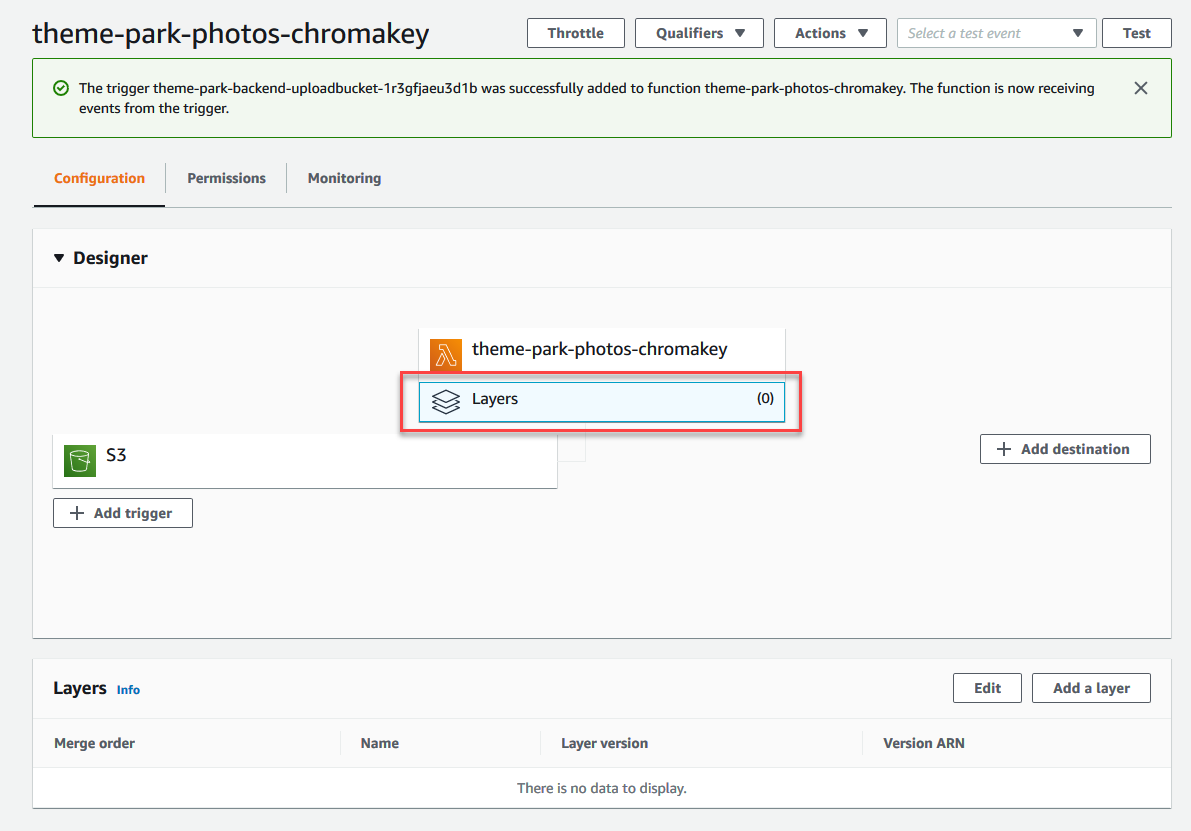 theme-park-photos-chromakey
Throttle
Qualifiers
Actions
Select a test event
Test
The trigger theme-park-backend-uploadbucket-1r3gfjaeu3d1b was successfully added to function theme-park-photos-chromakey. The function is now receiving
events from the trigger.
Configuration
Permissions
Monitoring
Designer
theme-park-photos-chromakey
Layers (0)
S3
Add destination
Add trigger
Layers Info
Edit
Add a layer
Merge order
Name
Layer version
Version ARN
There is no data to display.